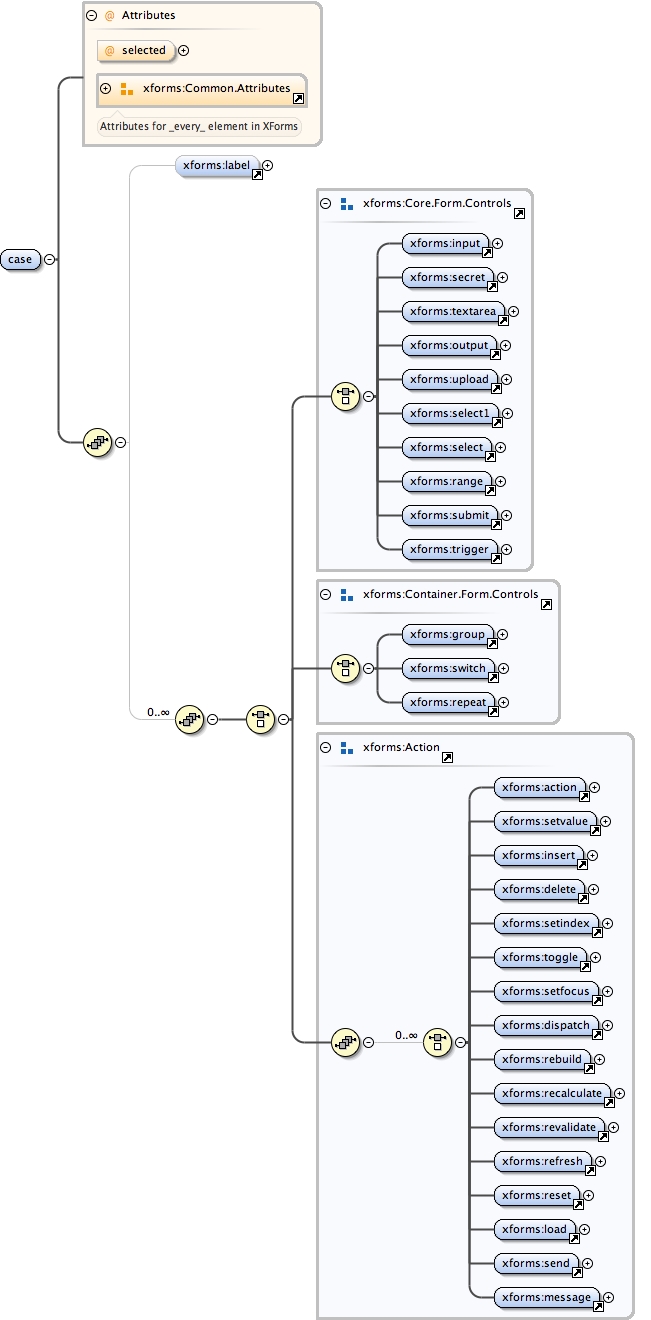 @ Attributes
@ selected
xforms:Common.Attributes
Attributes for _every_ element in XForms
xforms:label
xforms:Core.Form.Controls
xforms:input
case
xforms:secret
xforms:textarea
xforms:output
xforms:upload
xforms:select1
xforms:select
xforms:range
xforms:submit
xforms:trigger
xforms:Container.Form.Controls
xforms:group
xforms:switch
xforms:repeat
0..∞
xforms:Action
xforms:action
xforms:setvalue
xforms:insert
xforms:delete
xforms:setindex
xforms:toggle
xforms:setfocus
xforms:dispatch
0..∞
xforms:rebuild
xforms:recalculate
xforms:revalidate
xforms:refresh
xforms:reset
xforms:load
xforms:send
xforms:message